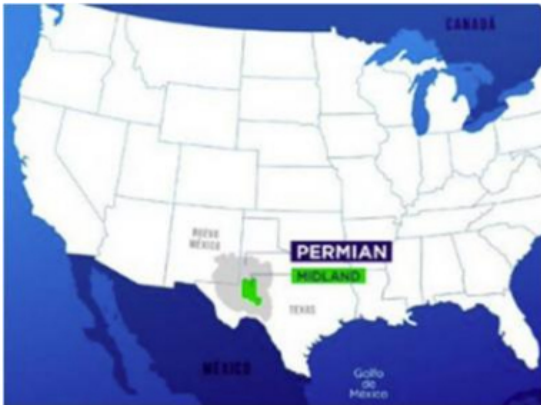 CANADÁ
NUEVO
MÉXICO
PERMIAN
MIDLAND
TEXAS
MÉXICO
Golfo
de
México